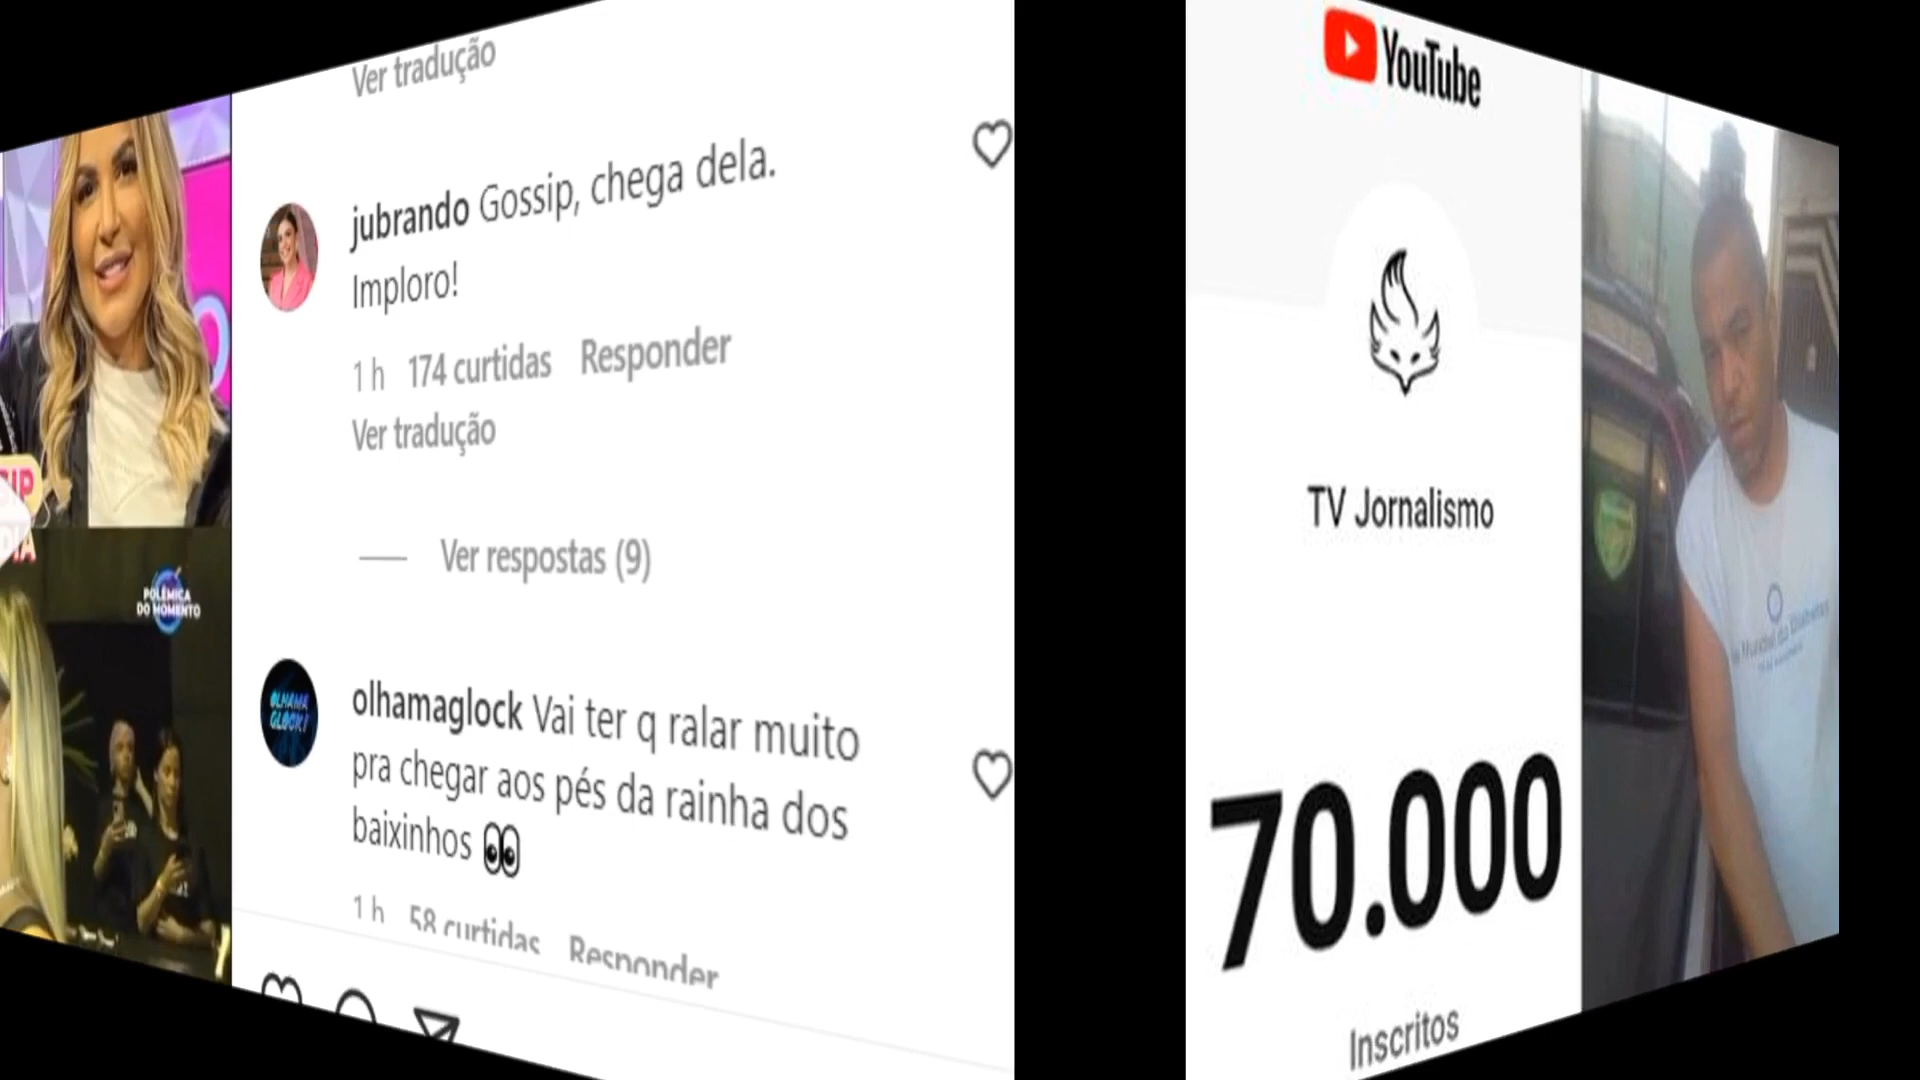 Ver tradução
jubrando Gossip, chega dela.
Imploro!
1 h 174 curtidas Responder
Ver tradução
Ver respostas (9)
olhamaglock Vai ter q ralar muito
pra chegar aos pés da rainha dos
baixinhos 👀
1 h 58 curtidas Responder
POLÊMICA
DO MOMENTO
OLHAMA
GLOCK!
YouTube
TV Jornalismo
70.000
Inscritos